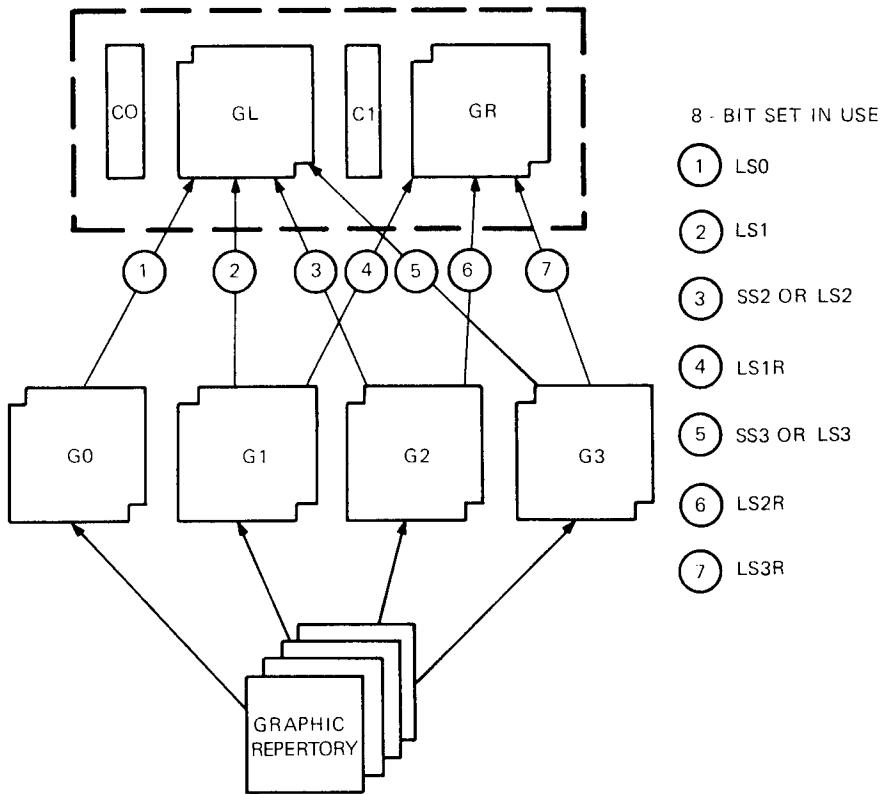 C0
GL
C1
GR
8 - BIT SET IN USE
1 LS0
2 LS1
3 SS2 OR LS2
4 LS1R
5 SS3 OR LS3
6 LS2R
7 LS3R
1 2 3 4 5 6 7
G0
G1
G2
G3
GRAPHIC
REPERTORY